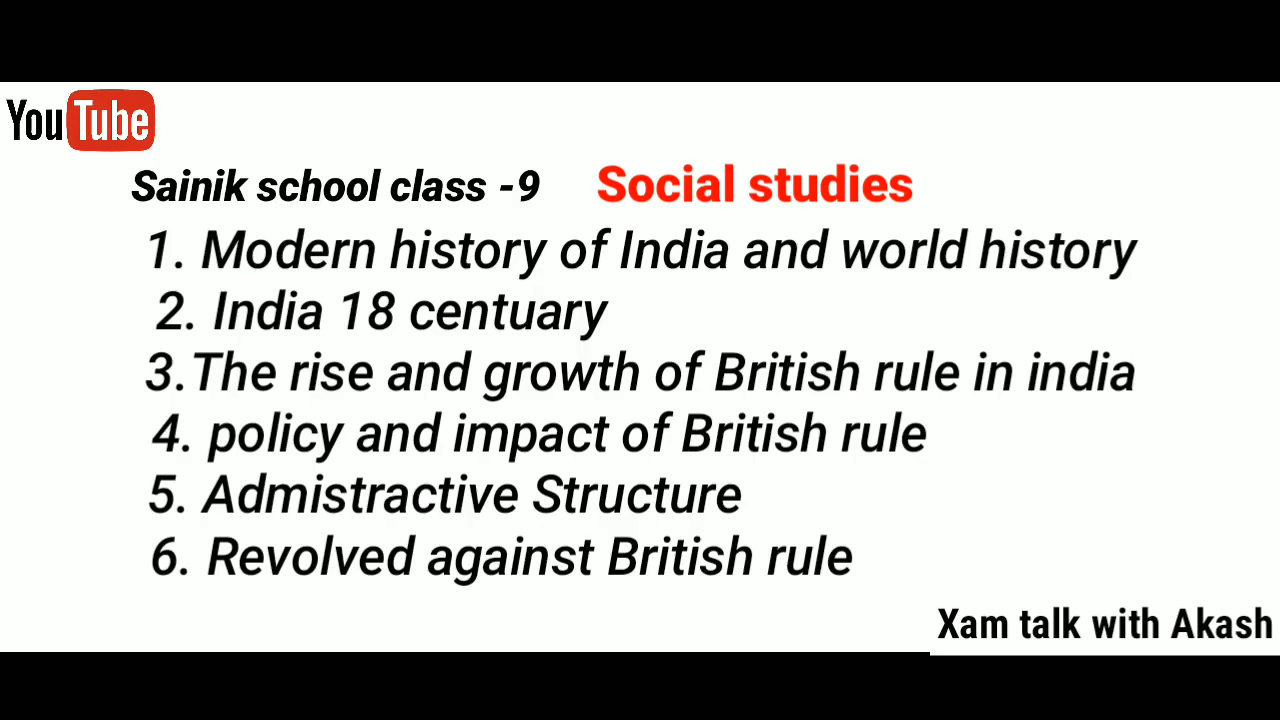 YouTube
Sainik school class -9 Social studies
1. Modern history of India and world history
2. India 18 centuary
3.The rise and growth of British rule in india
4. policy and impact of British rule
5. Admistractive Structure
6. Revolved against British rule
Xam talk with Akash